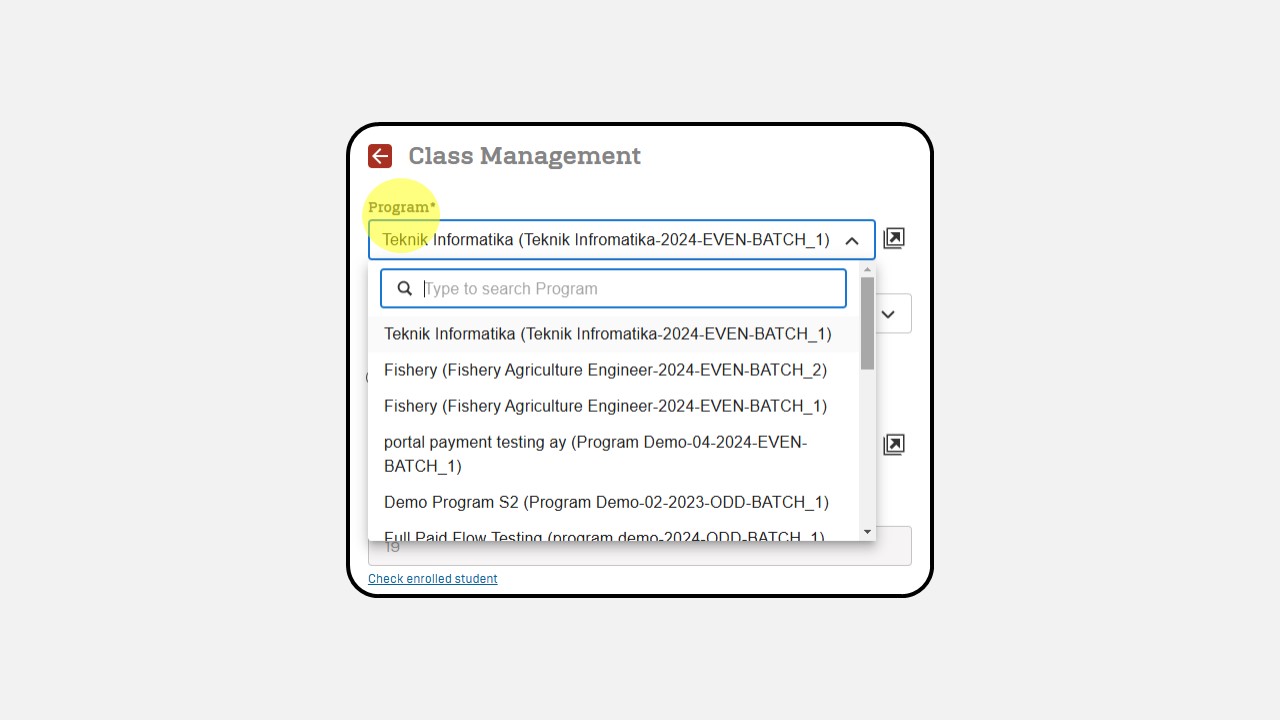 Class Management
Program*
Teknik Informatika (Teknik Infromatika-2024-EVEN-BATCH_1)
Type to search Program
Teknik Informatika (Teknik Infromatika-2024-EVEN-BATCH_1)
Fishery (Fishery Agriculture Engineer-2024-EVEN-BATCH_2)
Fishery (Fishery Agriculture Engineer-2024-EVEN-BATCH_1)
portal payment testing ay (Program Demo-04-2024-EVEN-
BATCH_1)
Demo Program S2 (Program Demo-02-2023-ODD-BATCH_1)
Full Paid Flow Testing (program demo-2024-ODD-BATCH_1)
19
Check enrolled student